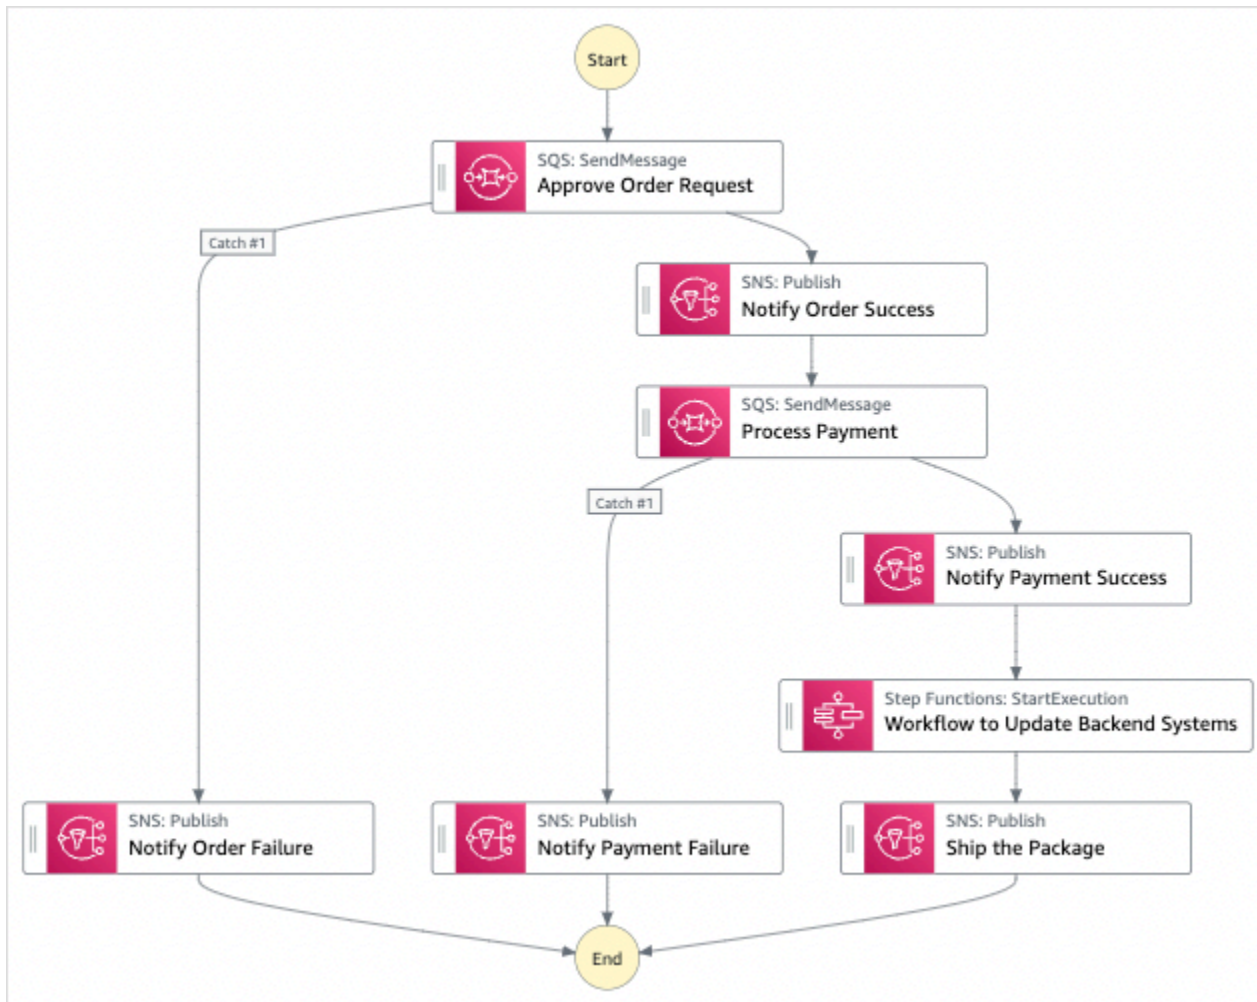 Start
SQS: SendMessage
Approve Order Request
Catch #1
SNS: Publish
Notify Order Success
SQS: SendMessage
Process Payment
Catch #1
SNS: Publish
Notify Payment Success
Step Functions: StartExecution
Workflow to Update Backend Systems
SNS: Publish
Notify Order Failure
SNS: Publish
Notify Payment Failure
SNS: Publish
Ship the Package
End